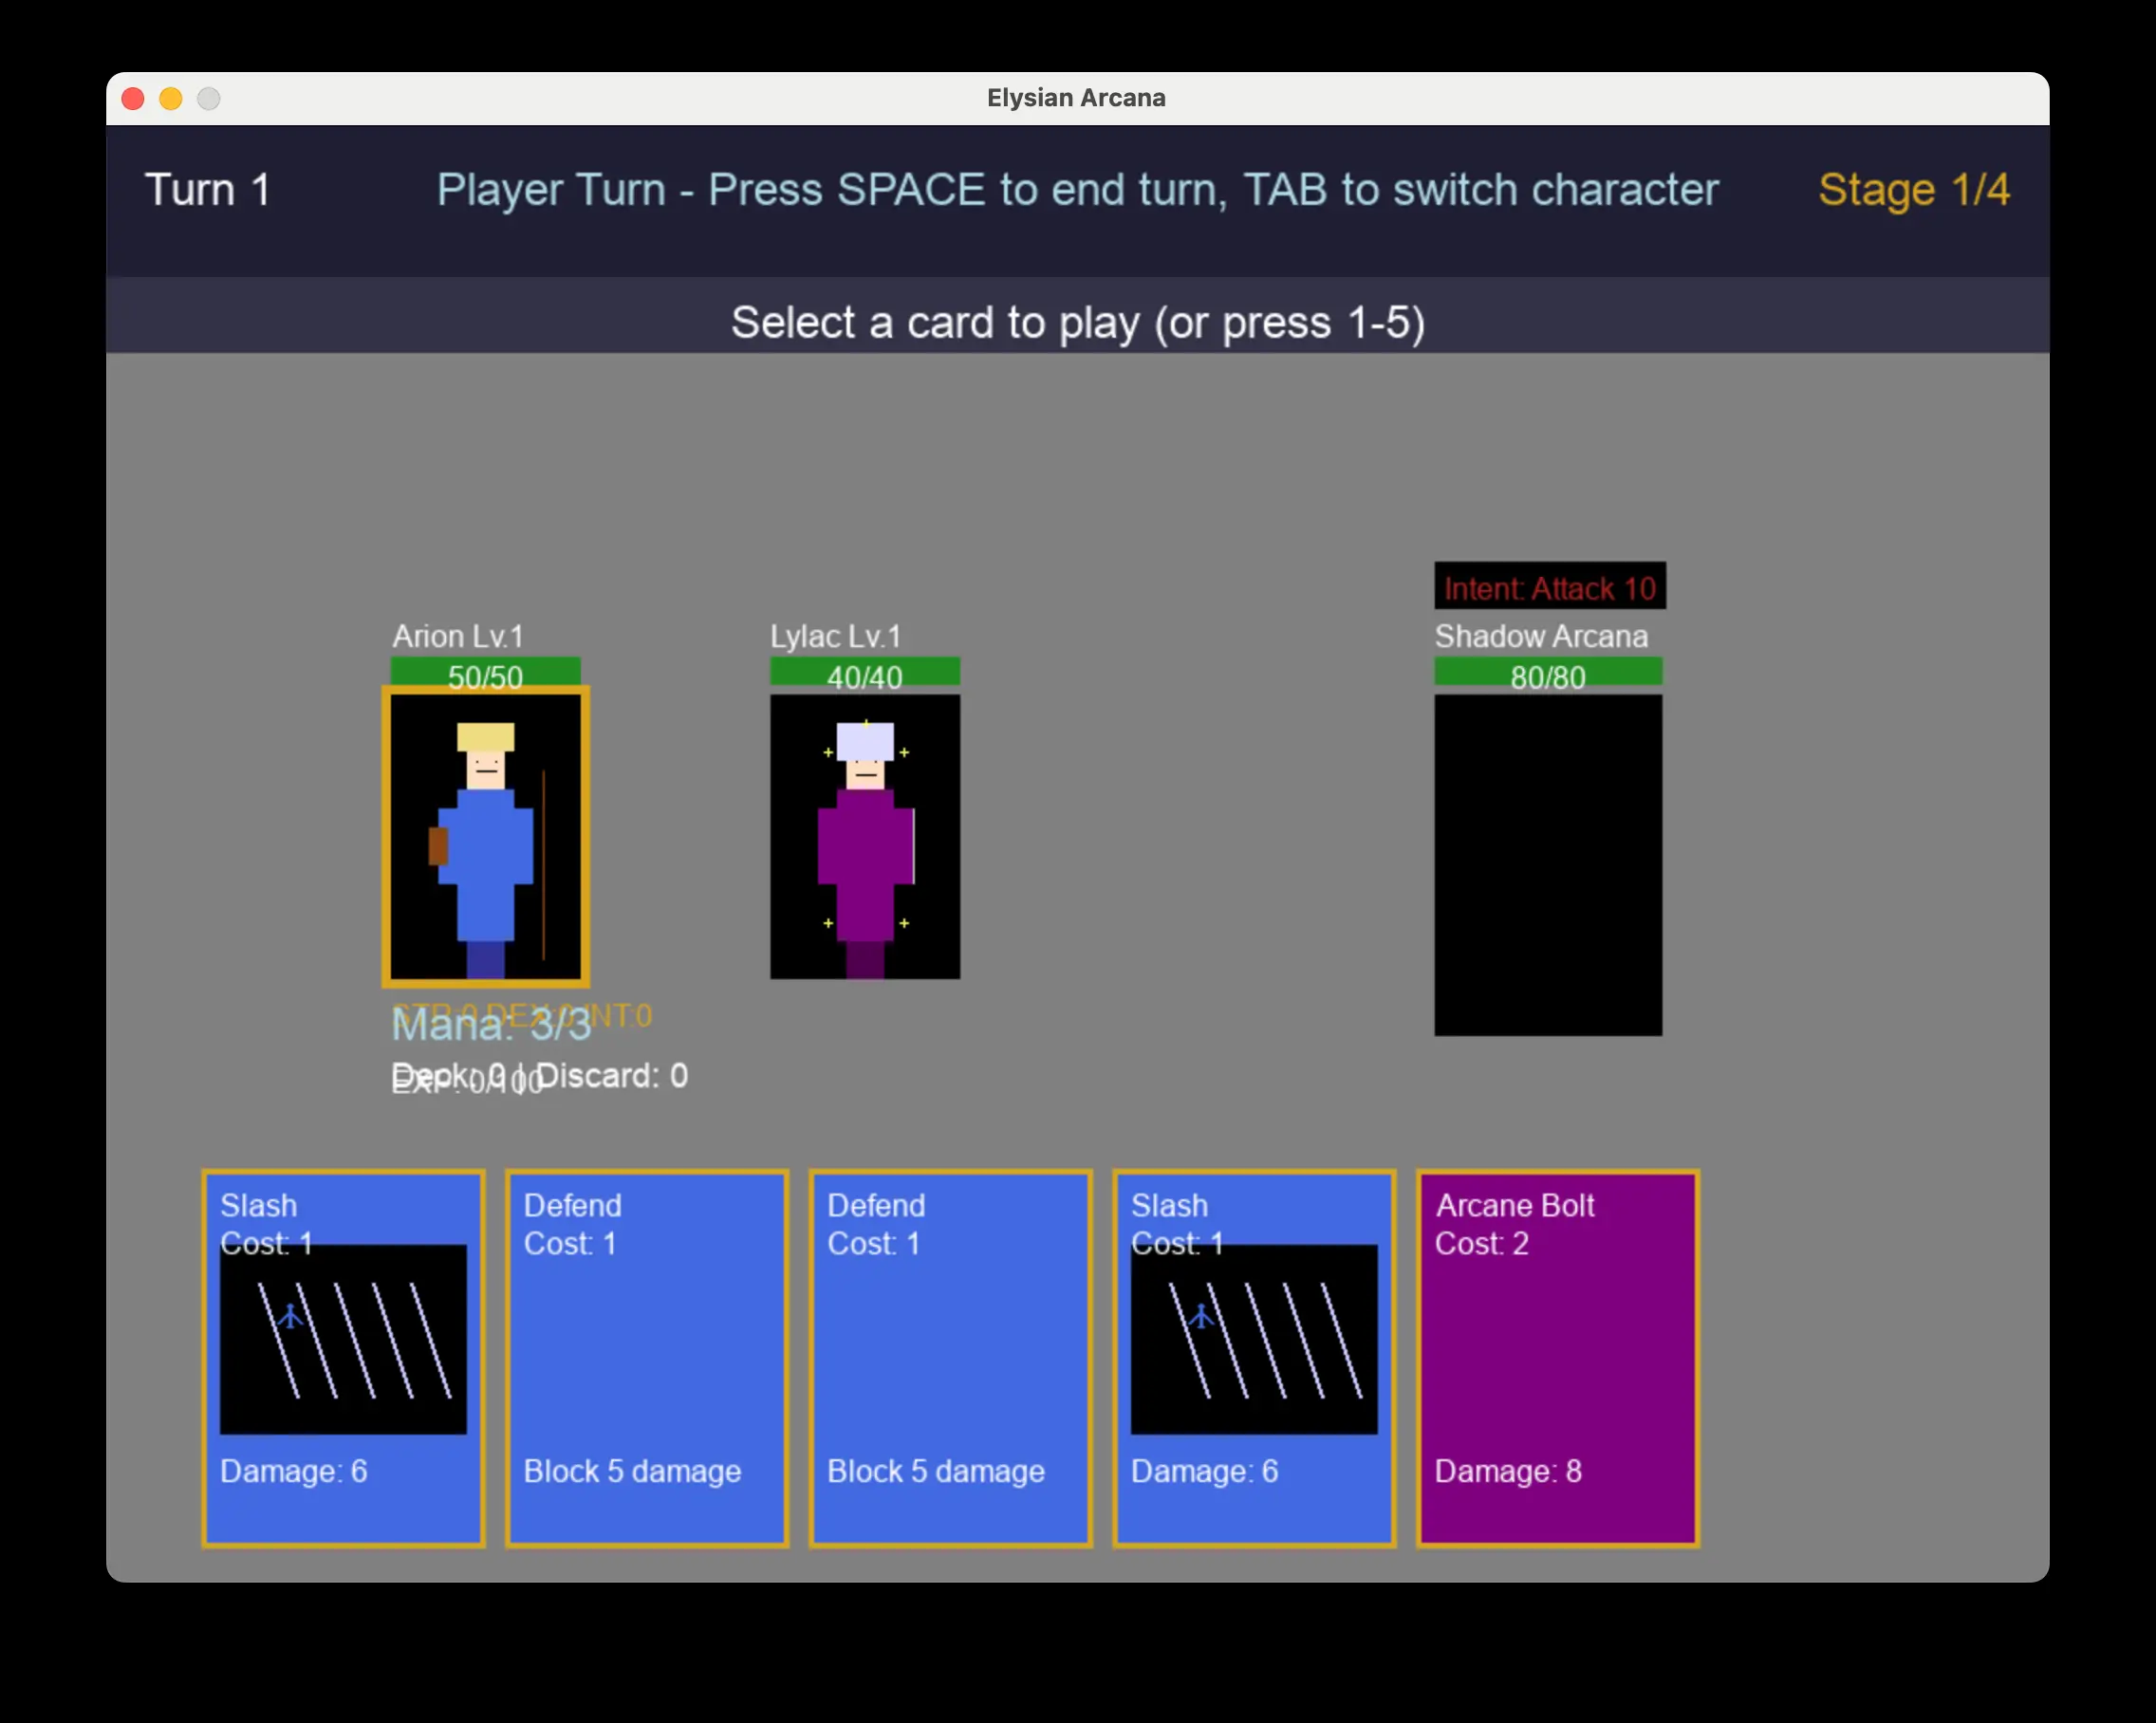 Elysian Arcana
Turn 1
Player Turn - Press SPACE to end turn, TAB to switch character
Stage 1/4
Select a card to play (or press 1-5)
Intent: Attack 10
Arion Lv.1
Lylac Lv.1
Shadow Arcana
50/50
40/40
80/80
STR:0 DEX:0 INT:0
Mana: 3/3
Deck: 0 | Discard: 0
EXP: 0/100
Slash
Cost: 1
Damage: 6
Defend
Cost: 1
Block 5 damage
Defend
Cost: 1
Block 5 damage
Slash
Cost: 1
Damage: 6
Arcane Bolt
Cost: 2
Damage: 8